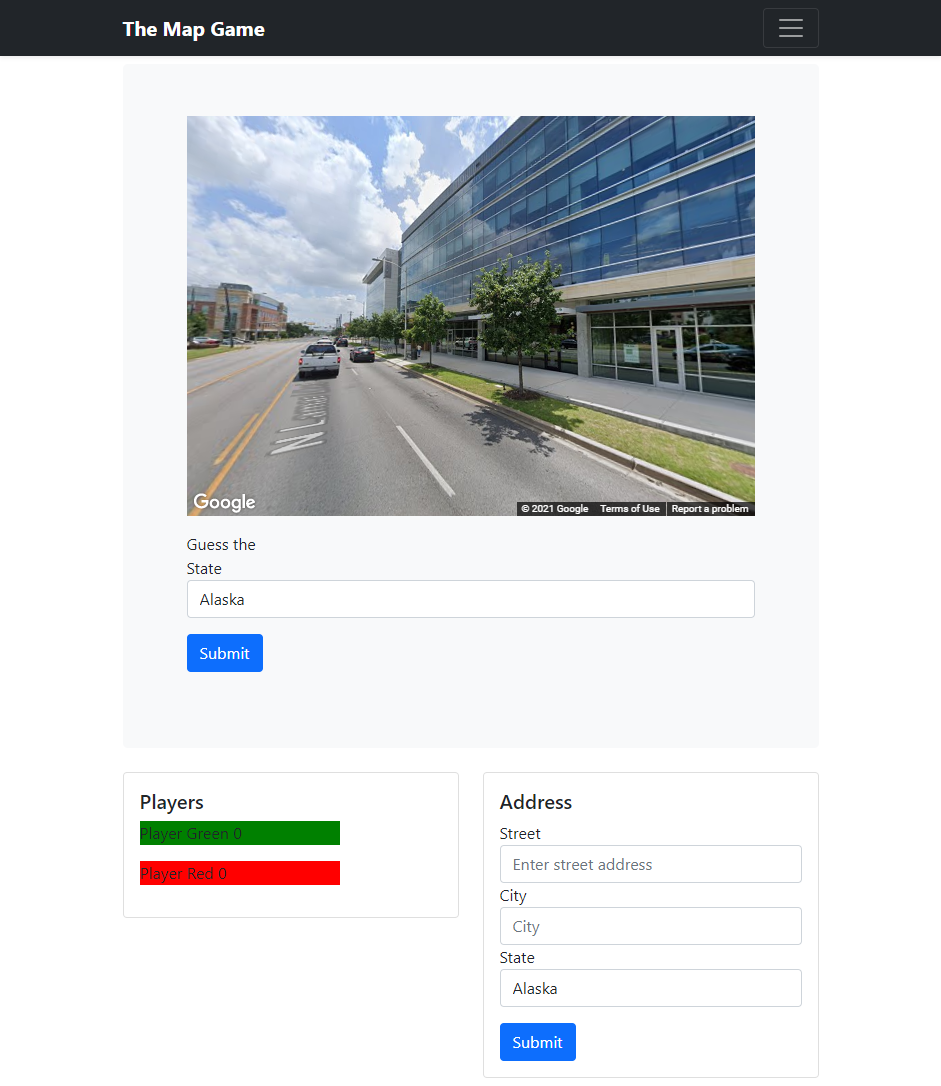 The Map Game
N Lamar
Google
© 2021 Google Terms of Use Report a problem
Guess the
State
Alaska
Submit
Players
Player Green 0
Player Red 0
Address
Street
Enter street address
City
City
State
Alaska
Submit